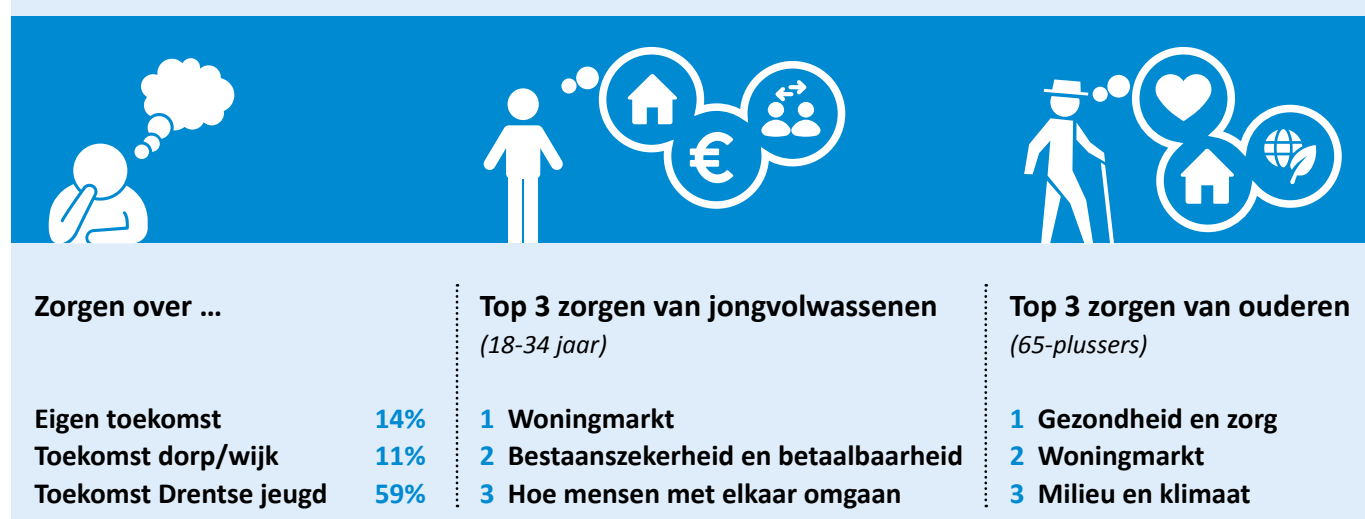 Zorgen over ...
Eigen toekomst 14%
Toekomst dorp/wijk 11%
Toekomst Drentse jeugd 59%
€
Top 3 zorgen van jongvolwassenen
(18-34 jaar)
1 Woningmarkt
2 Bestaanszekerheid en betaalbaarheid
3 Hoe mensen met elkaar omgaan
Top 3 zorgen van ouderen
(65-plussers)
1 Gezondheid en zorg
2 Woningmarkt
3 Milieu en klimaat